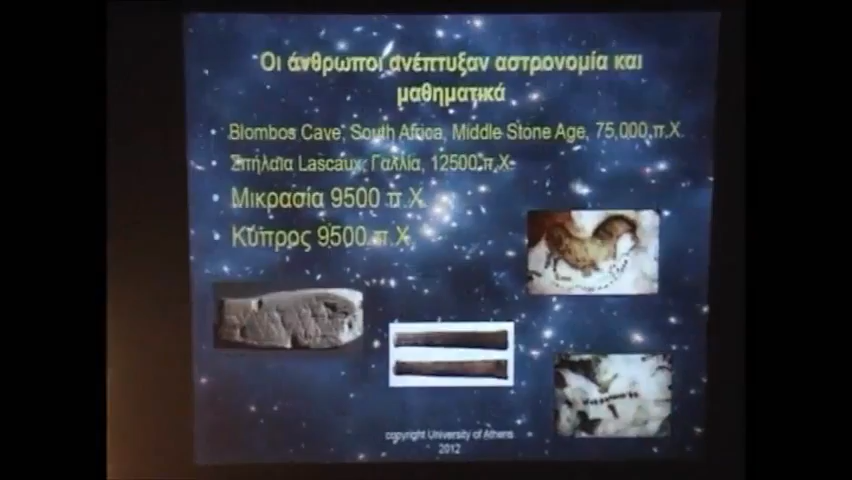 Οι άνθρωποι ανέπτυξαν αστρονομία και
μαθηματικά
• Blombos Cave, South Africa, Middle Stone Age, 75,000 π.Χ.
• Σπήλαια Lascaux, Γαλλία, 12500 π.Χ.
• Μικρασία 9500 π.Χ.
• Κύπρος 9500 π.Χ.
copyright University of Athens
2012